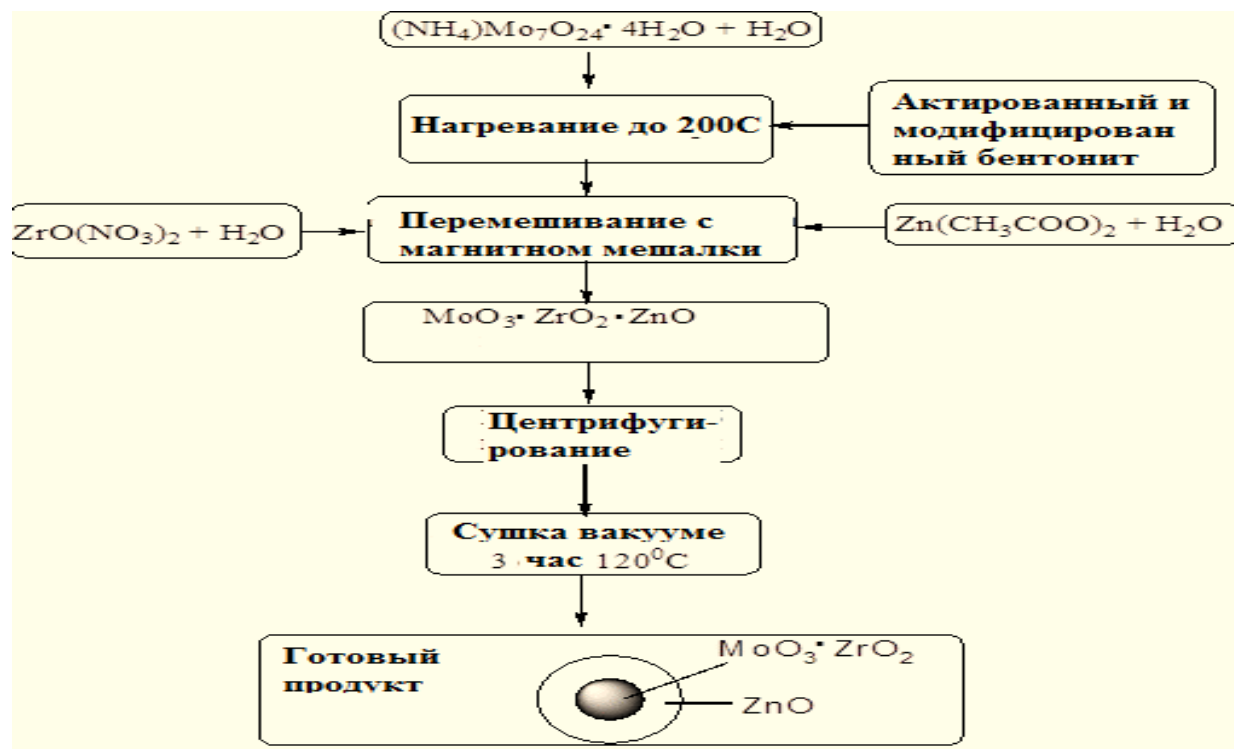 (NH₄)Mo₇O₂₄· 4H₂O + H₂O
Нагревание до 200С
Актированный и
модифицирован
ный бентонит
ZrO(NO₃)₂ + H₂O
Перемешивание с
магнитном мешалки
Zn(CH₃COO)₂ + H₂O
MoO₃· ZrO₂ · ZnO
Центрифуги-
рование
Сушка вакууме
3 час 120⁰C
Готовый
продукт
MoO₃· ZrO₂
ZnO